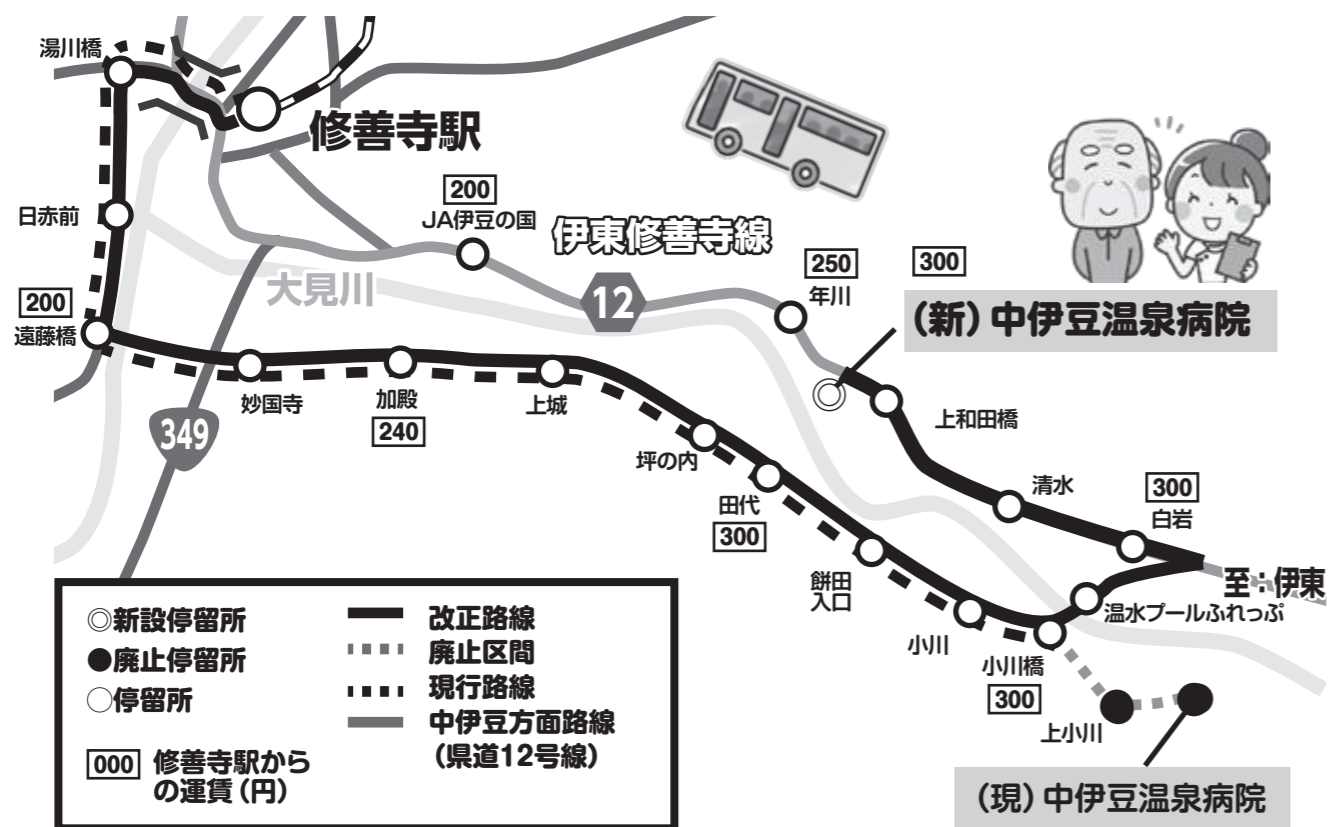 湯川橋
修善寺駅
日赤前
200
JA伊豆の国
伊東修善寺線
12
大見川
250
年川
300
(新)中伊豆温泉病院
200
遠藤橋
妙国寺
加殿
240
上城
349
坪の内
田代
300
上和田橋
清水
300
白岩
至:伊東
餅田
入口
小川
小川橋
300
温水プールふれっぷ
上小川
(現)中伊豆温泉病院
◎新設停留所
●廃止停留所
○停留所
000 修善寺駅から
の運賃(円)
改正路線
廃止区間
現行路線
中伊豆方面路線
(県道12号線)